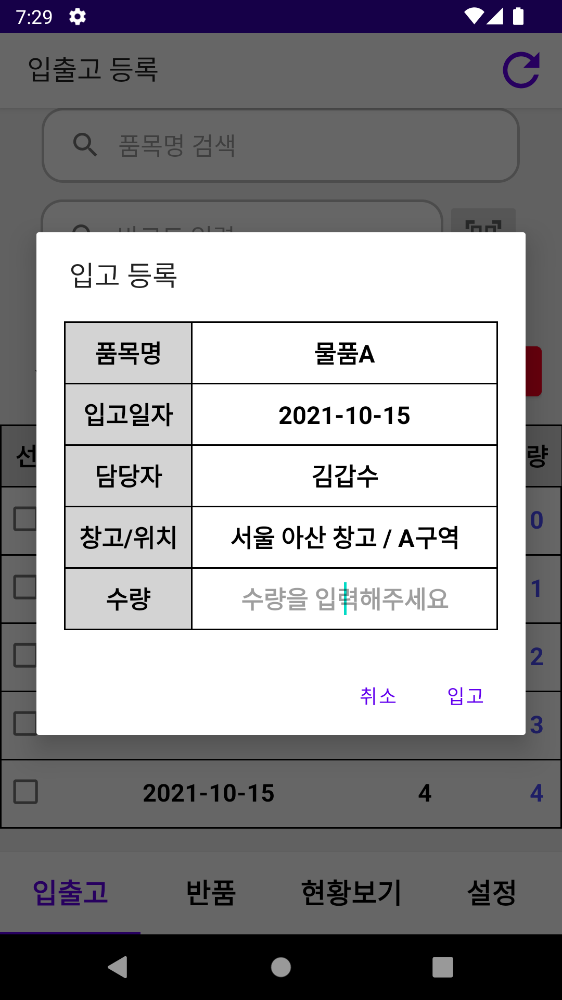 7:29
입출고 등록
품목명 검색
입고 등록
품목명 물품A
입고일자 2021-10-15
담당자 김갑수
창고/위치 서울 아산 창고 / A구역
수량 수량을 입력해주세요
취소 입고
량
0
1
2
3
2021-10-15 4 4
입출고 반품 현황보기 설정